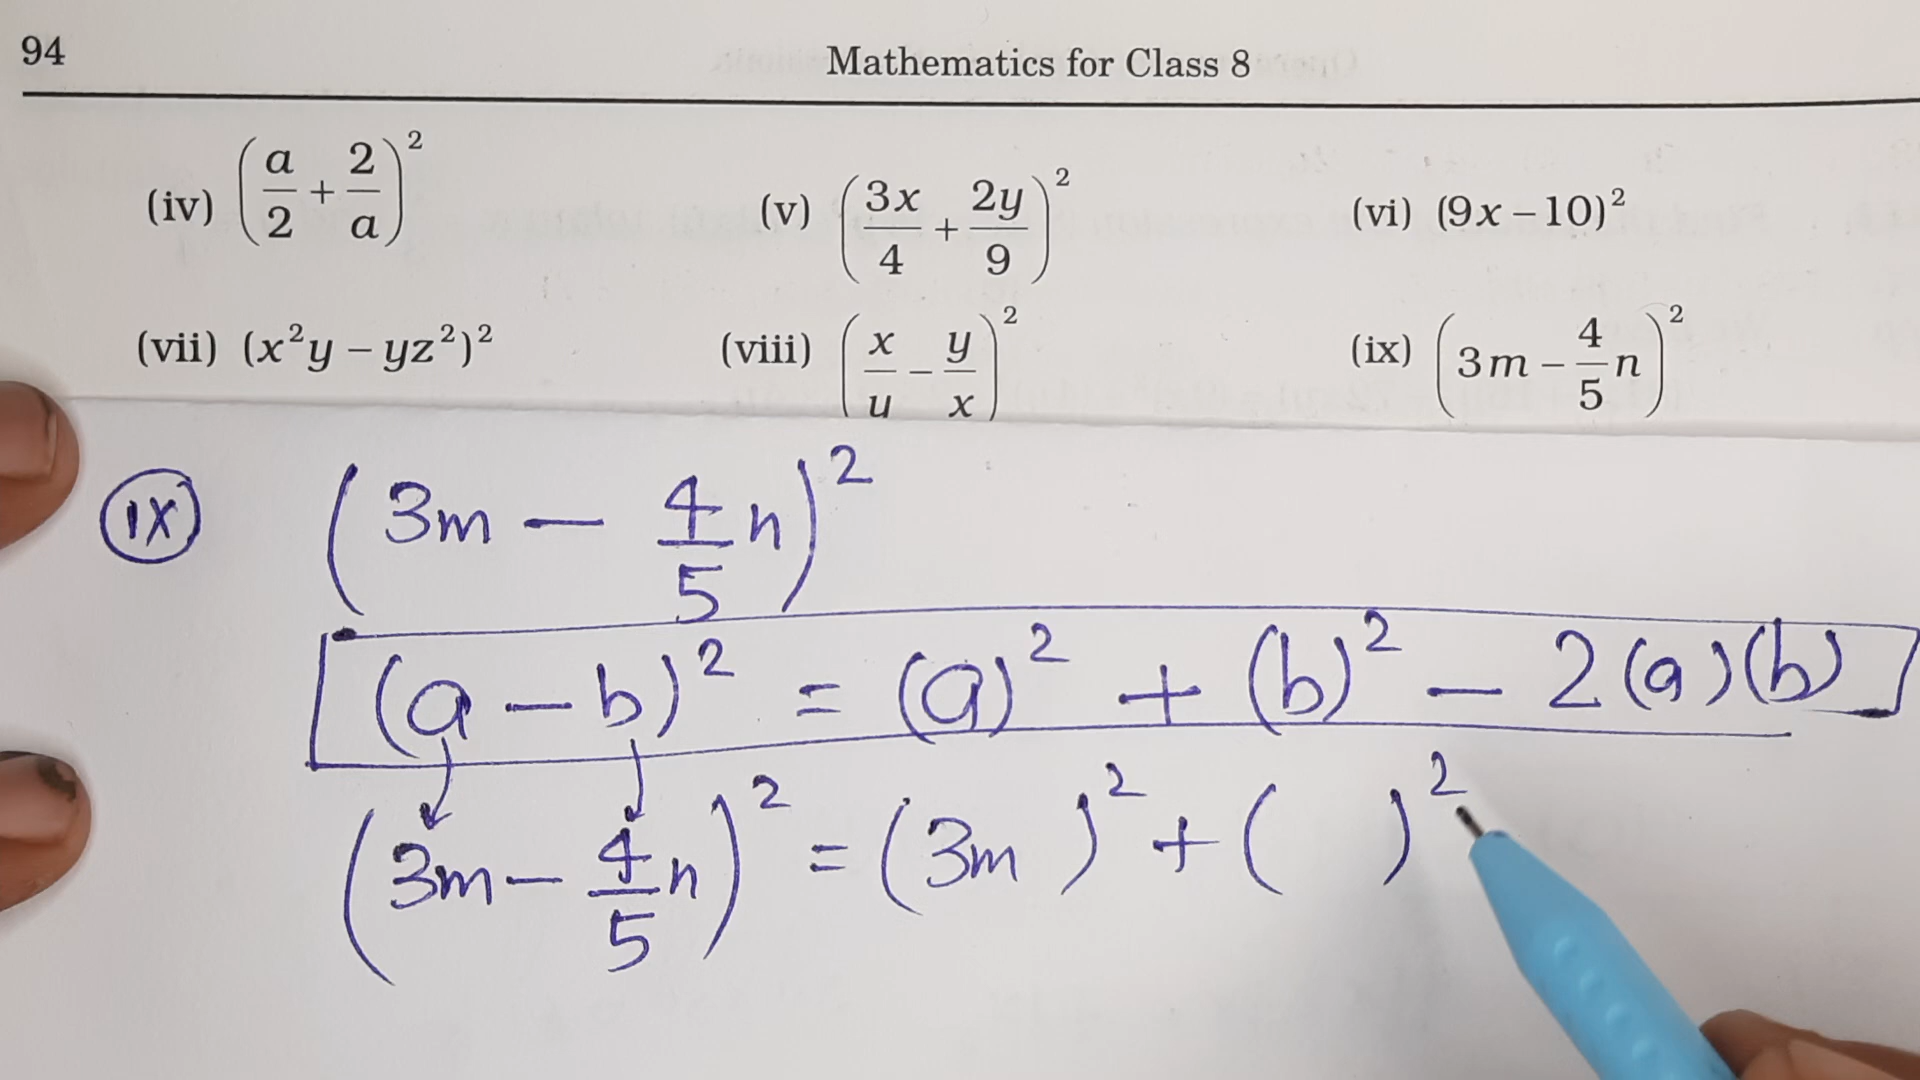 94 Mathematics for Class 8
(iv) (a/2 + 2/a)² (v) (3x/4 + 2y/9)² (vi) (9x – 10)²
(vii) (x²y – yz²)² (viii) (x/y – y/x)² (ix) (3m – 4/5 n)²
(ix) (3m – 4/5 n)²
(a – b)² = (a)² + (b)² – 2(a)(b)
(3m – 4/5 n)² = (3m )² + ( )²